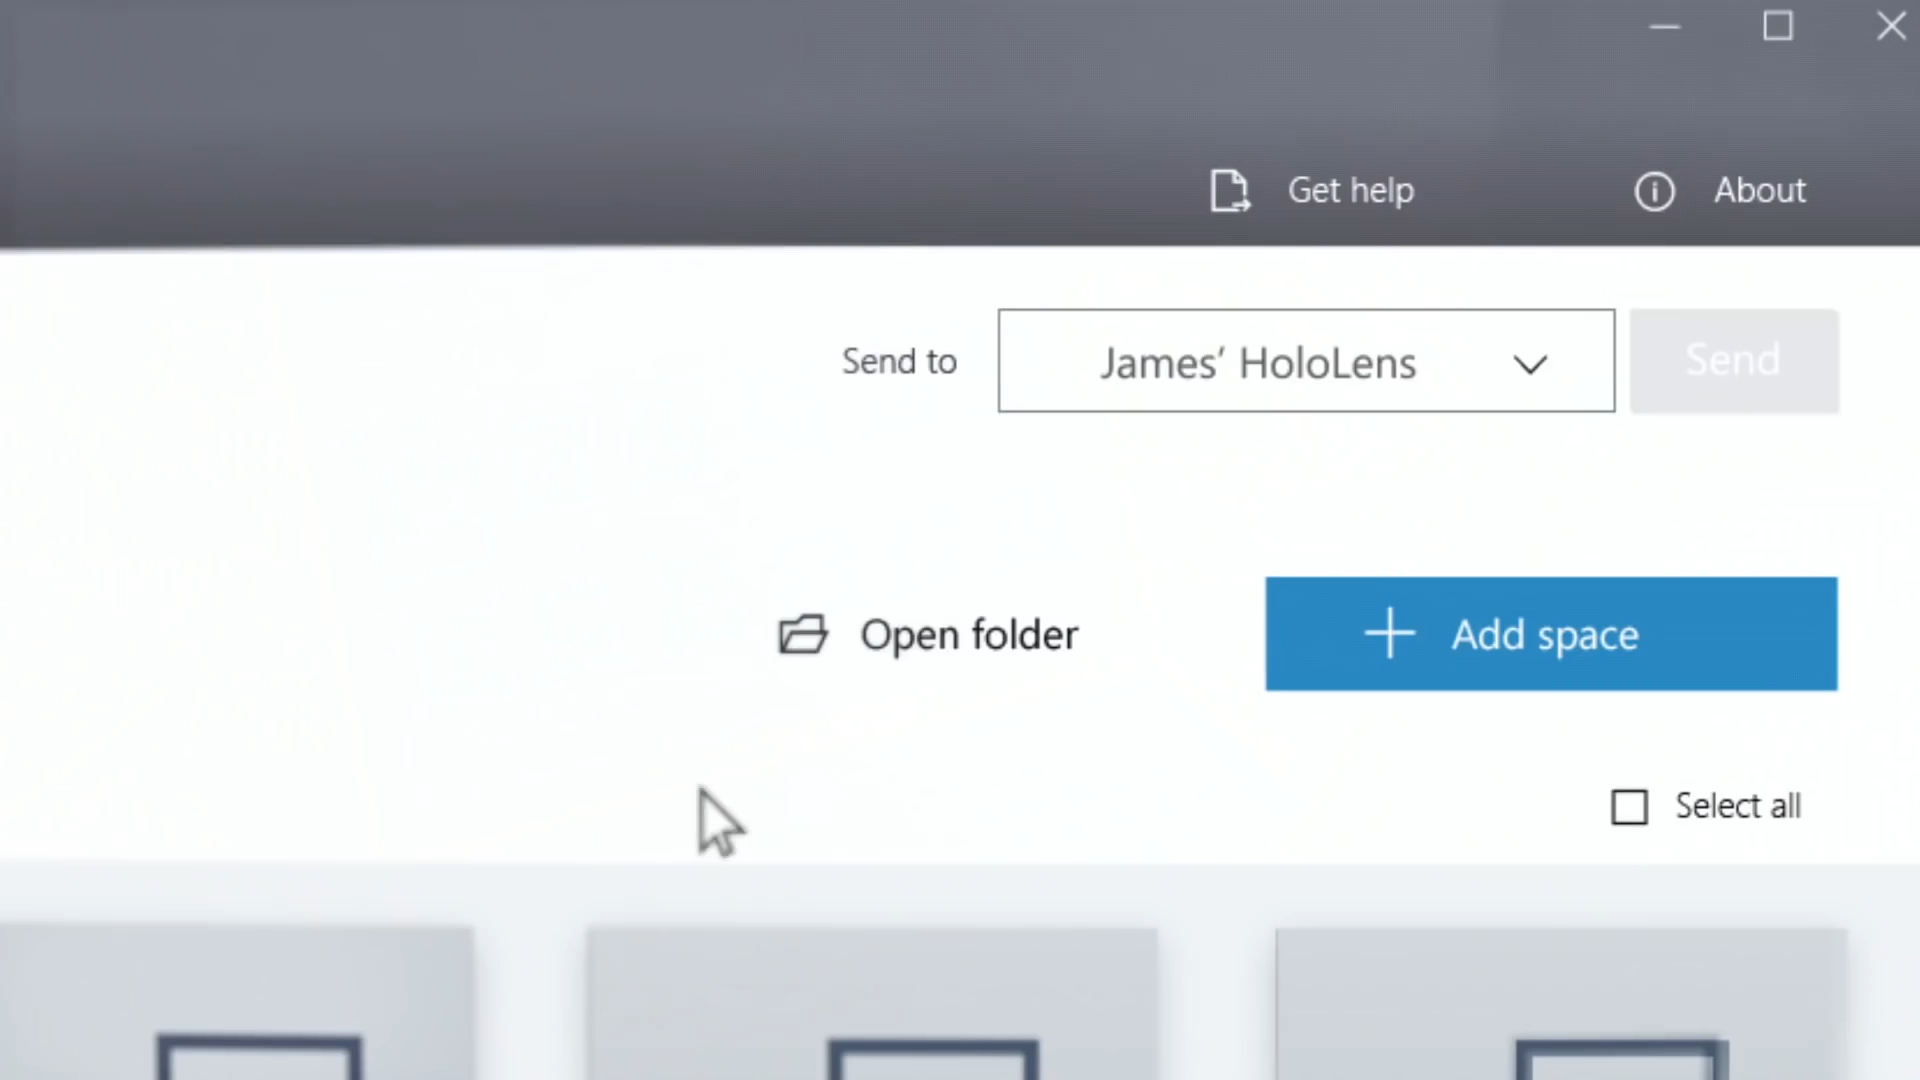 Get help
About
Send to
James’ HoloLens
Send
Open folder
Add space
Select all